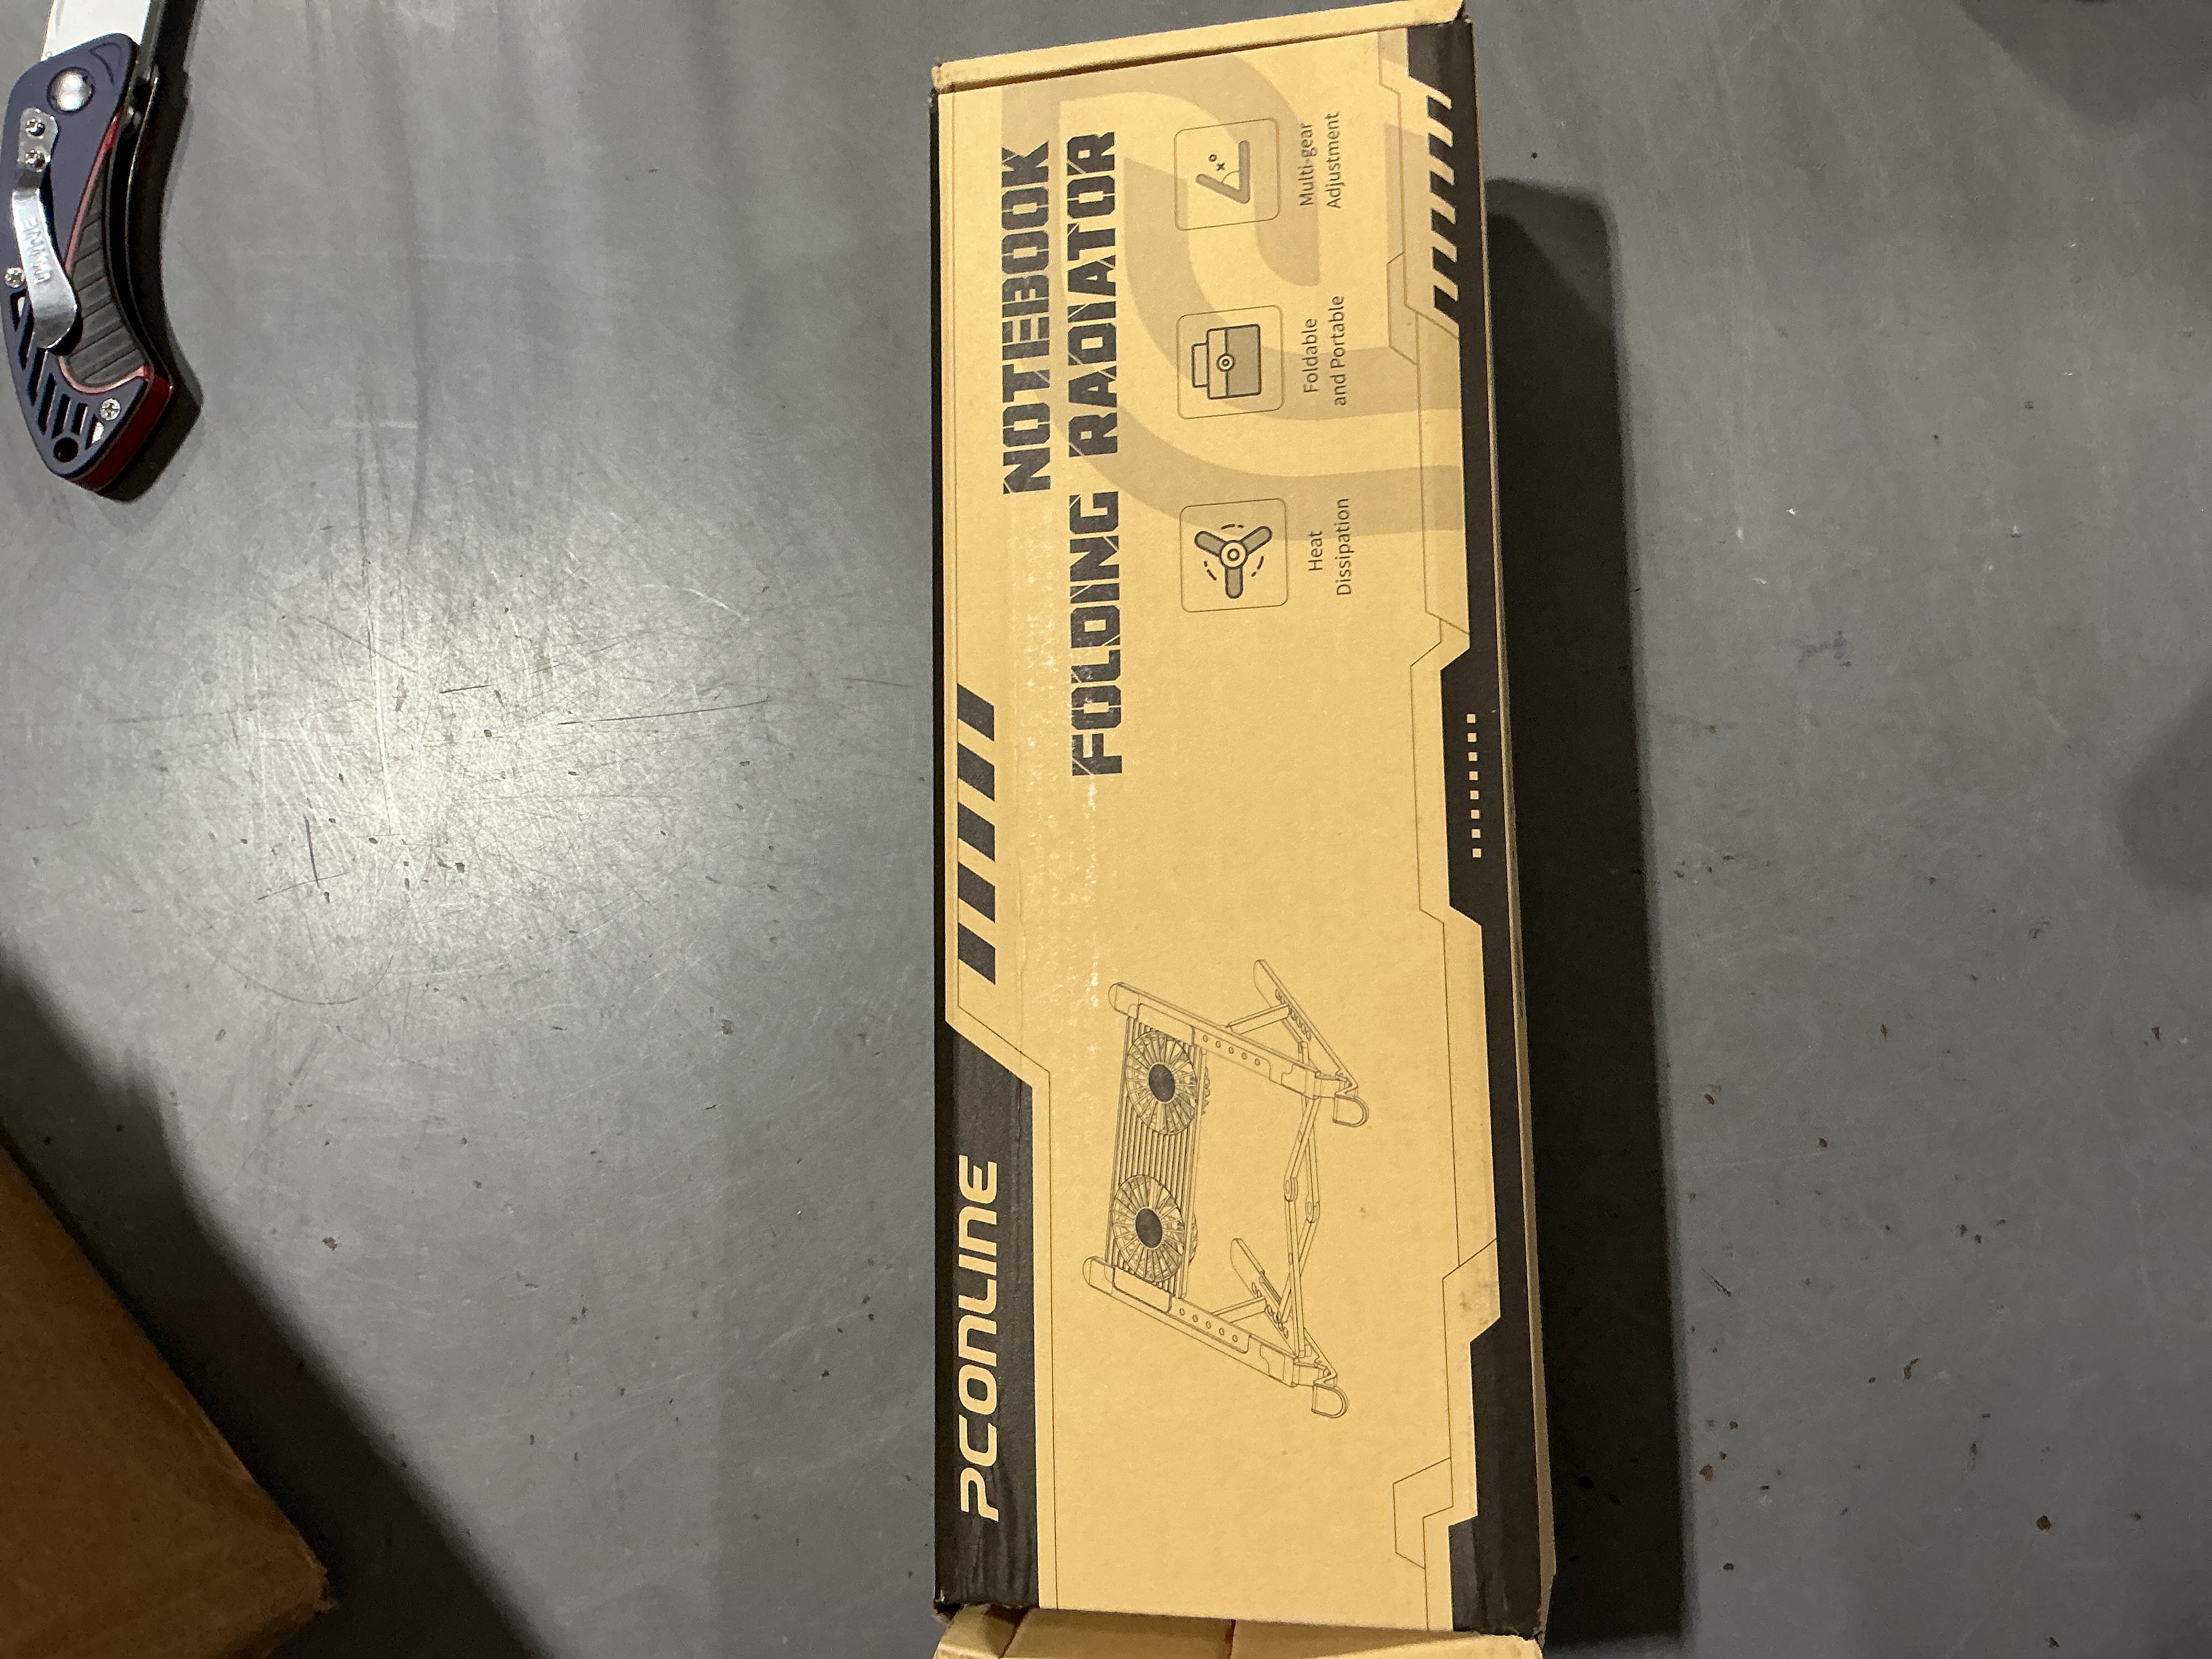 PCONLINE
NOTEBOOK
FOLDING RADIATOR
Heat
Dissipation
Foldable
and Portable
Multi-gear
Adjustment
x°